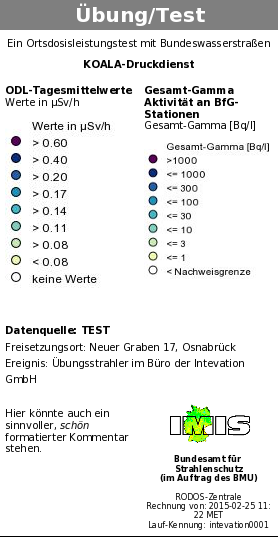 Übung/Test
Ein Ortsdosisleistungstest mit Bundeswasserstraßen
KOALA-Druckdienst
ODL-Tagesmittelwerte
Werte in µSv/h
Werte in µSv/h
> 0.60
> 0.40
> 0.20
> 0.17
> 0.14
> 0.11
> 0.08
< 0.08
keine Werte
Gesamt-Gamma
Aktivität an BfG-
Stationen
Gesamt-Gamma [Bq/l]
Gesamt-Gamma [Bq/l]
>1000
<= 1000
<= 300
<= 100
<= 30
<= 10
<= 3
<= 1
< Nachweisgrenze
Datenquelle: TEST
Freisetzungsort: Neuer Graben 17, Osnabrück
Ereignis: Übungsstrahler im Büro der Intevation
GmbH
Hier könnte auch ein
sinnvoller, schön
formatierter Kommentar
stehen.
IMIS
Bundesamt für
Strahlenschutz
(im Auftrag des BMU)
RODOS-Zentrale
Rechnung von: 2015-02-25 11:
22 MET
Lauf-Kennung: intevation0001